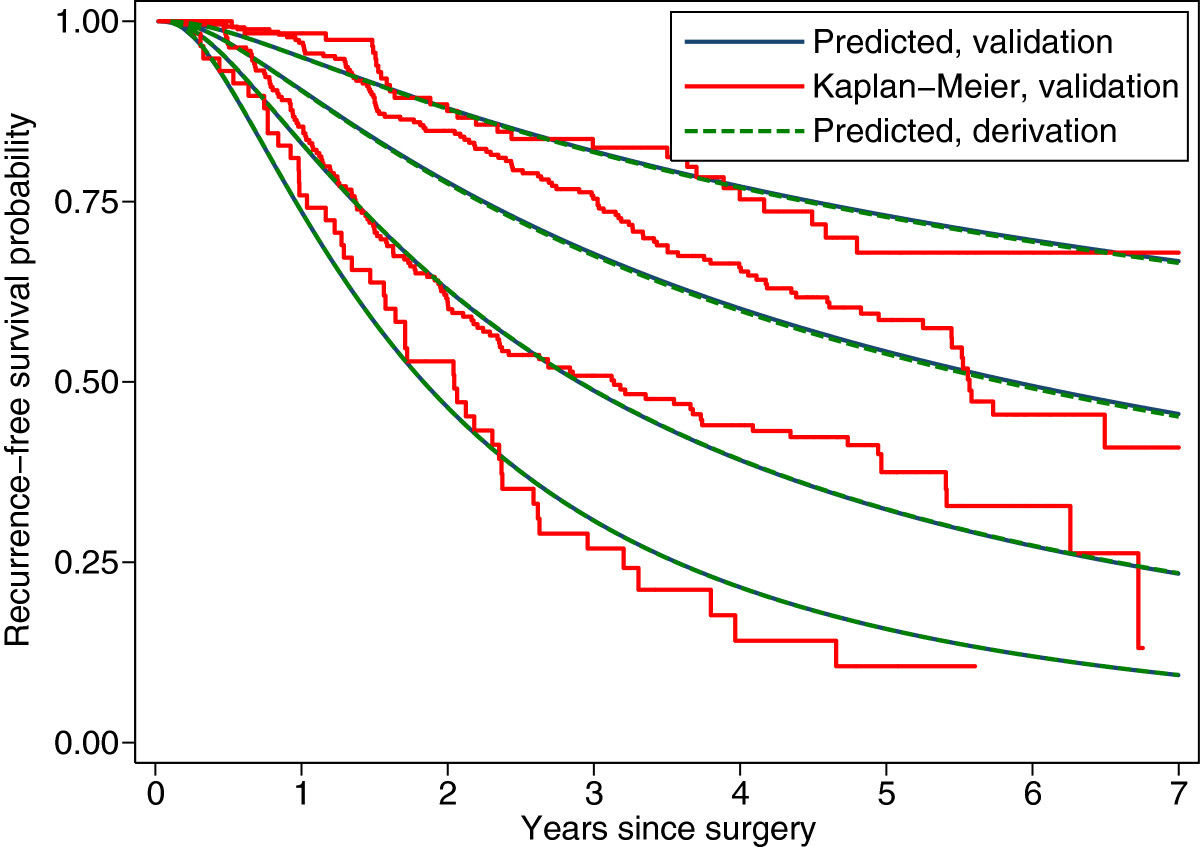 Predicted, validation
Kaplan–Meier, validation
Predicted, derivation
Recurrence–free survival probability
1.00
0.75
0.50
0.25
0.00
0 1 2 3 4 5 6 7
Years since surgery